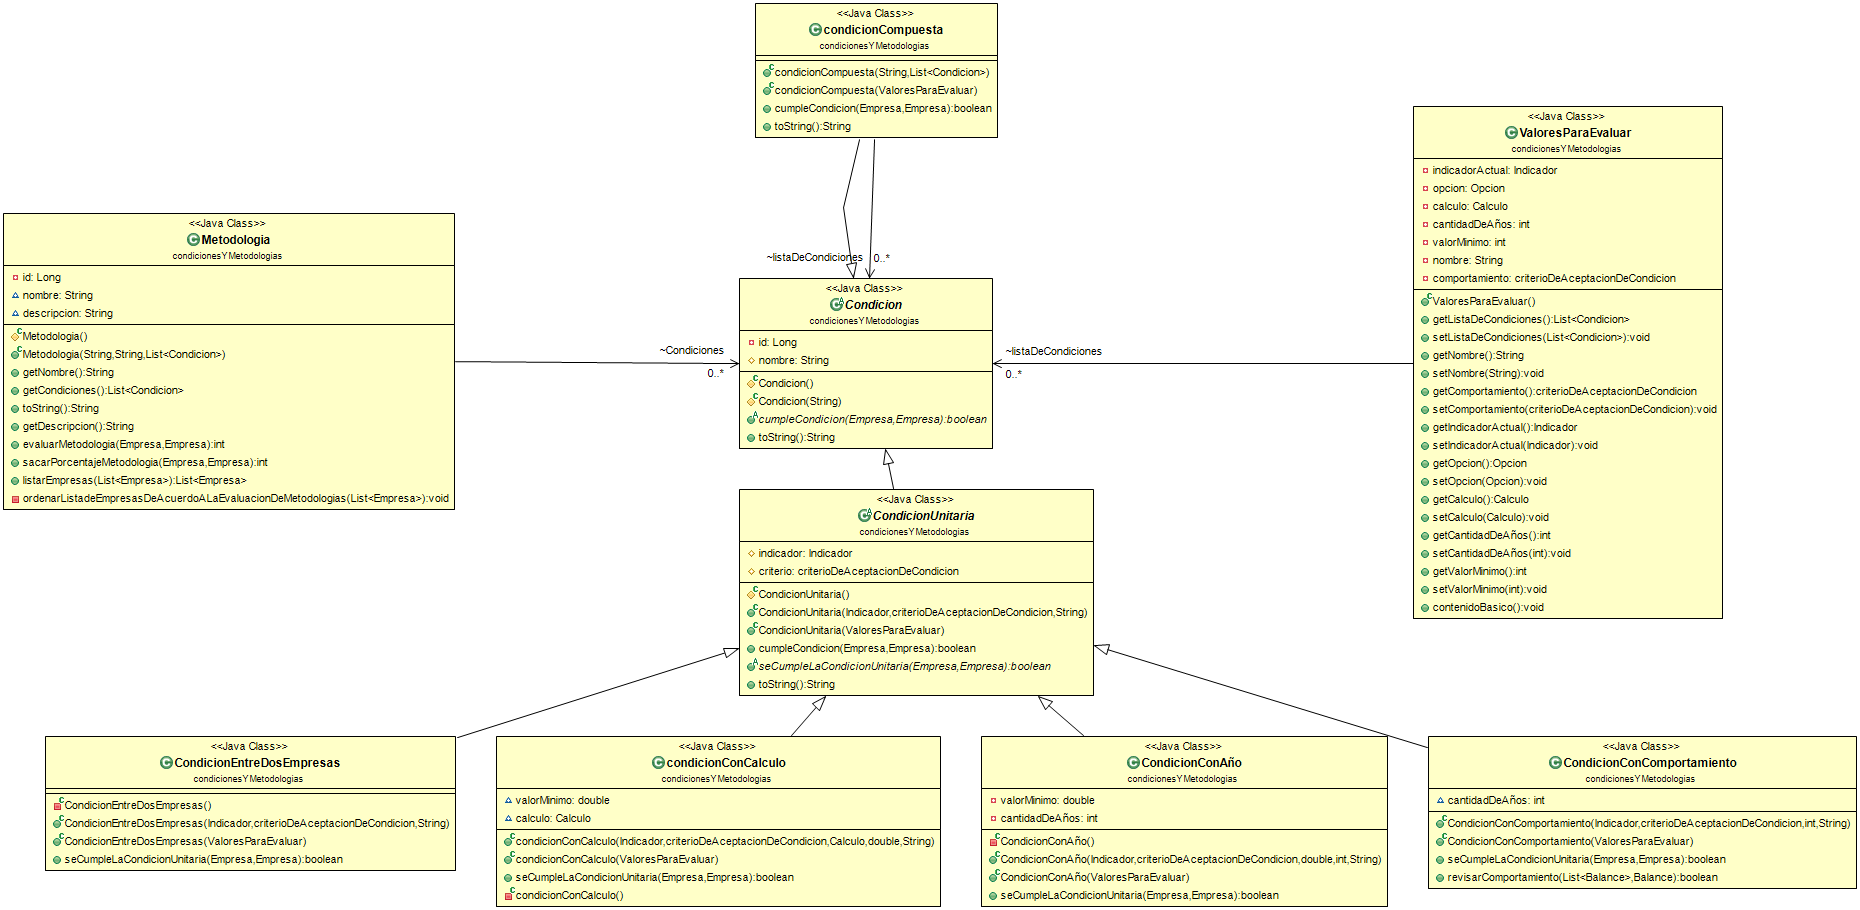 <<Java Class>>
condicionCompuesta
condicionesYMetodologias
condicionCompuesta(String,List<Condicion>)
condicionCompuesta(ValoresParaEvaluar)
cumpleCondicion(Empresa,Empresa):boolean
toString():String
<<Java Class>>
ValoresParaEvaluar
condicionesYMetodologias
indicadorActual: Indicador
opcion: Opcion
calculo: Calculo
cantidadDeAños: int
valorMinimo: int
nombre: String
comportamiento: criterioDeAceptacionDeCondicion
ValoresParaEvaluar()
getListaDeCondiciones():List<Condicion>
setListaDeCondiciones(List<Condicion>):void
getNombre():String
setNombre(String):void
getComportamiento():criterioDeAceptacionDeCondicion
setComportamiento(criterioDeAceptacionDeCondicion):void
getIndicadorActual():Indicador
setIndicadorActual(Indicador):void
getOpcion():Opcion
setOpcion(Opcion):void
getCalculo():Calculo
setCalculo(Calculo):void
getCantidadDeAños():int
setCantidadDeAños(int):void
getValorMinimo():int
setValorMinimo(int):void
contenidoBasico():void
<<Java Class>>
Metodologia
condicionesYMetodologias
id: Long
nombre: String
descripcion: String
Metodologia()
Metodologia(String,String,List<Condicion>)
getNombre():String
getCondiciones():List<Condicion>
toString():String
getDescripcion():String
evaluarMetodologia(Empresa,Empresa):int
sacarPorcentajeMetodologia(Empresa,Empresa):int
listarEmpresas(List<Empresa>):List<Empresa>
ordenarListadeEmpresasDeAcuerdoALaEvaluacionDeMetodologias(List<Empresa>):void
~listaDeCondiciones
0..*
~Condiciones
0..*
~listaDeCondiciones
0..*
<<Java Class>>
Condicion
condicionesYMetodologias
id: Long
nombre: String
Condicion()
Condicion(String)
cumpleCondicion(Empresa,Empresa):boolean
toString():String
<<Java Class>>
CondicionUnitaria
condicionesYMetodologias
indicador: Indicador
criterio: criterioDeAceptacionDeCondicion
CondicionUnitaria()
CondicionUnitaria(Indicador,criterioDeAceptacionDeCondicion,String)
CondicionUnitaria(ValoresParaEvaluar)
cumpleCondicion(Empresa,Empresa):boolean
seCumpleLaCondicionUnitaria(Empresa,Empresa):boolean
toString():String
<<Java Class>>
CondicionEntreDosEmpresas
condicionesYMetodologias
CondicionEntreDosEmpresas()
CondicionEntreDosEmpresas(Indicador,criterioDeAceptacionDeCondicion,String)
CondicionEntreDosEmpresas(ValoresParaEvaluar)
seCumpleLaCondicionUnitaria(Empresa,Empresa):boolean
<<Java Class>>
condicionConCalculo
condicionesYMetodologias
valorMinimo: double
calculo: Calculo
condicionConCalculo(Indicador,criterioDeAceptacionDeCondicion,Calculo,double,String)
condicionConCalculo(ValoresParaEvaluar)
seCumpleLaCondicionUnitaria(Empresa,Empresa):boolean
condicionConCalculo()
<<Java Class>>
CondicionConAño
condicionesYMetodologias
valorMinimo: double
cantidadDeAños: int
CondicionConAño()
CondicionConAño(Indicador,criterioDeAceptacionDeCondicion,double,int,String)
CondicionConAño(ValoresParaEvaluar)
seCumpleLaCondicionUnitaria(Empresa,Empresa):boolean
<<Java Class>>
CondicionConComportamiento
condicionesYMetodologias
cantidadDeAños: int
CondicionConComportamiento(Indicador,criterioDeAceptacionDeCondicion,int,String)
CondicionConComportamiento(ValoresParaEvaluar)
seCumpleLaCondicionUnitaria(Empresa,Empresa):boolean
revisarComportamiento(List<Balance>,Balance):boolean